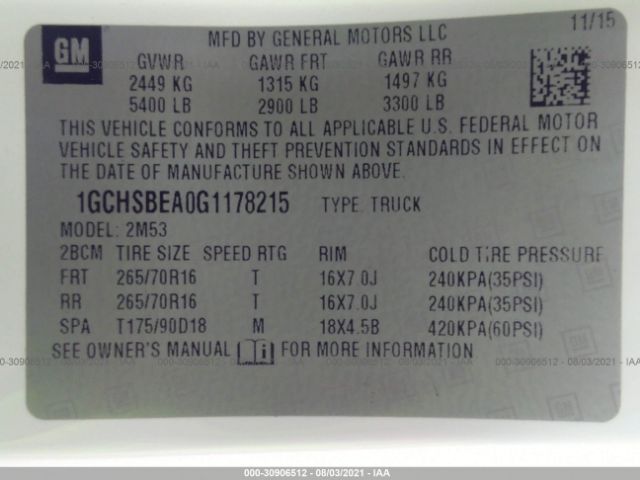 GM
MFD BY GENERAL MOTORS LLC
11/15
GVWR GAWR FRT GAWR RR
2449 KG 1315 KG 1497 KG
5400 LB 2900 LB 3300 LB
THIS VEHICLE CONFORMS TO ALL APPLICABLE U.S. FEDERAL MOTOR
VEHICLE SAFETY AND THEFT PREVENTION STANDARDS IN EFFECT ON
THE DATE OF MANUFACTURE SHOWN ABOVE.
1GCHSBEA0G1178215 TYPE: TRUCK
MODEL: 2M53
2BCM TIRE SIZE SPEED RTG RIM COLD TIRE PRESSURE
FRT 265/70R16 T 16X7.0J 240KPA(35PSI)
RR 265/70R16 T 16X7.0J 240KPA(35PSI)
SPA T175/90D18 M 18X4.5B 420KPA(60PSI)
SEE OWNER'S MANUAL i FOR MORE INFORMATION
000-30906512 - 08/03/2021 - IAA